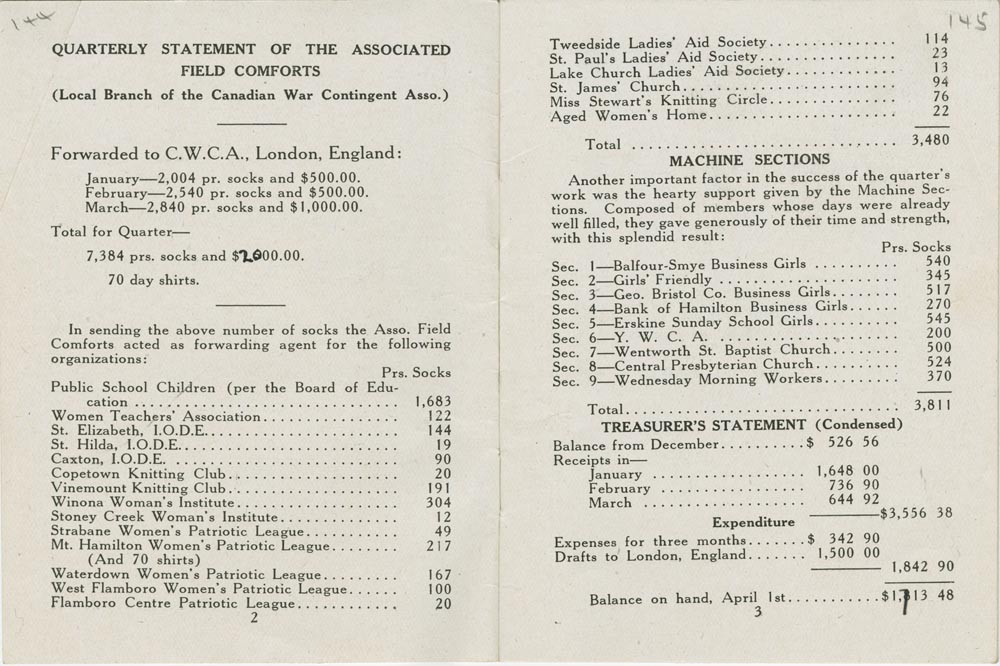 144
QUARTERLY STATEMENT OF THE ASSOCIATED
FIELD COMFORTS
(Local Branch of the Canadian War Contingent Asso.)
Forwarded to C.W.C.A., London, England:
January—2,004 pr. socks and $500.00.
February—2,540 pr. socks and $500.00.
March—2,840 pr. socks and $1,000.00.
Total for Quarter—
7,384 prs. socks and $2000.00.
70 day shirts.
In sending the above number of socks the Asso. Field
Comforts acted as forwarding agent for the following
organizations:
Prs. Socks
Public School Children (per the Board of Edu-
cation ................................ 1,683
Women Teachers' Association................ 122
St. Elizabeth, I.O.D.E....................... 144
St. Hilda, I.O.D.E........................... 19
Caxton, I.O.D.E. ........................... 90
Copetown Knitting Club..................... 20
Vinemount Knitting Club.................... 191
Winona Woman's Institute................... 304
Stoney Creek Woman's Institute.............. 12
Strabane Women's Patriotic League........... 49
Mt. Hamilton Women's Patriotic League........ 217
(And 70 shirts)
Waterdown Women's Patriotic League......... 167
West Flamboro Women's Patriotic League...... 100
Flamboro Centre Patriotic League............ 20
2
145
Tweedside Ladies' Aid Society............... 114
St. Paul's Ladies' Aid Society................ 23
Lake Church Ladies' Aid Society............. 13
St. James' Church.......................... 94
Miss Stewart's Knitting Circle............... 76
Aged Women's Home....................... 22
Total ............................... 3,480
MACHINE SECTIONS
Another important factor in the success of the quarter's
work was the hearty support given by the Machine Sec-
tions. Composed of members whose days were already
well filled, they gave generously of their time and strength,
with this splendid result:
Prs. Socks
Sec. 1—Balfour-Smye Business Girls .......... 540
Sec. 2—Girls' Friendly ..................... 345
Sec. 3—Geo. Bristol Co. Business Girls........ 517
Sec. 4—Bank of Hamilton Business Girls...... 270
Sec. 5—Erskine Sunday School Girls.......... 545
Sec. 6—Y. W. C. A. ....................... 200
Sec. 7—Wentworth St. Baptist Church........ 500
Sec. 8—Central Presbyterian Church.......... 524
Sec. 9—Wednesday Morning Workers......... 370
Total................................ 3,811
TREASURER'S STATEMENT (Condensed)
Balance from December..........$ 526 56
Receipts in—
January .................. 1,648 00
February ................. 736 90
March ................... 644 92
$3,556 38
Expenditure
Expenses for three months.......$ 342 90
Drafts to London, England....... 1,500 00
1,842 90
Balance on hand, April 1st...........$1,713 48
3